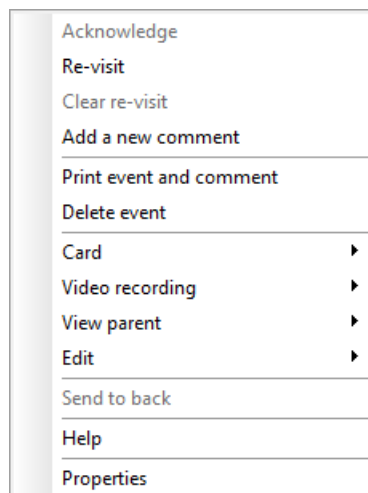 Acknowledge
Re-visit
Clear re-visit
Add a new comment
Print event and comment
Delete event
Card
Video recording
View parent
Edit
Send to back
Help
Properties